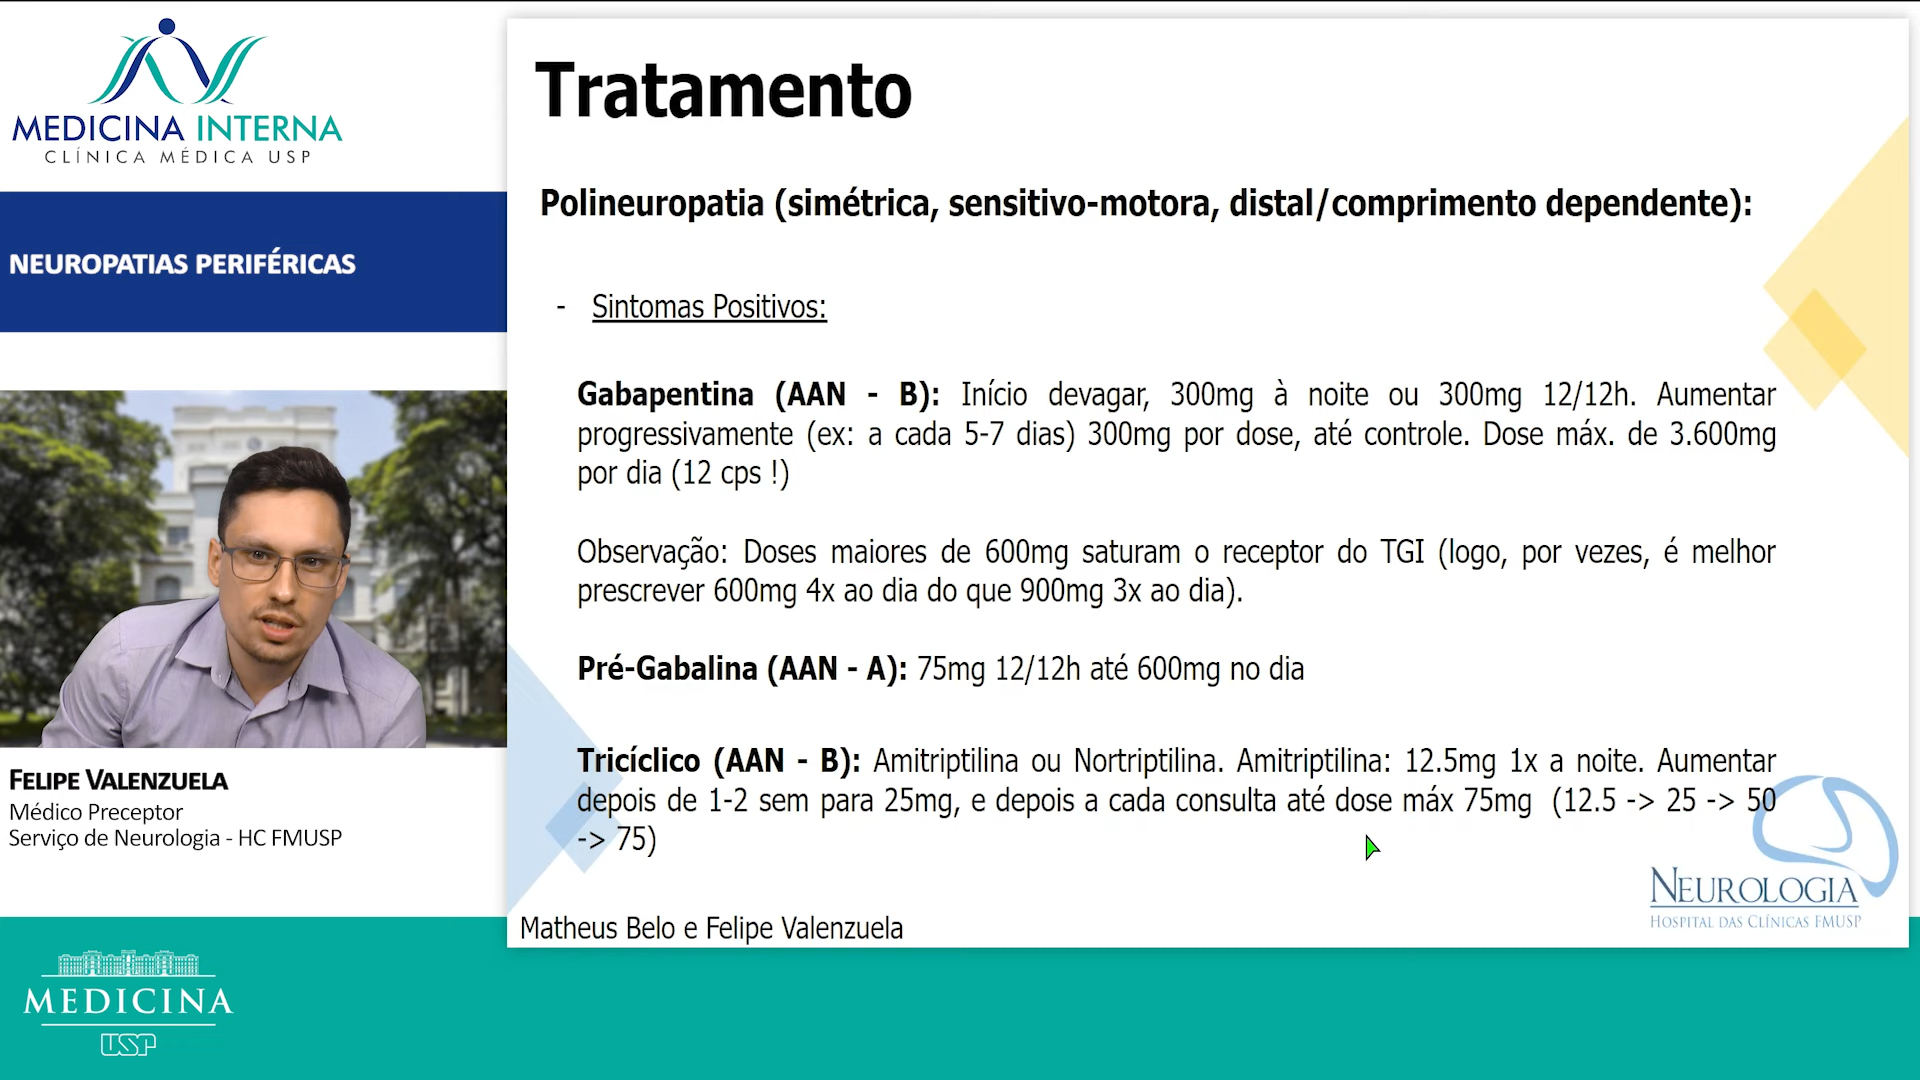 MEDICINA INTERNA
CLÍNICA MÉDICA USP
NEUROPATIAS PERIFÉRICAS
FELIPE VALENZUELA
Médico Preceptor
Serviço de Neurologia - HC FMUSP
MEDICINA
USP
Tratamento
Polineuropatia (simétrica, sensitivo-motora, distal/comprimento dependente):
- Sintomas Positivos:
Gabapentina (AAN - B): Início devagar, 300mg à noite ou 300mg 12/12h. Aumentar
progressivamente (ex: a cada 5-7 dias) 300mg por dose, até controle. Dose máx. de 3.600mg
por dia (12 cps !)
Observação: Doses maiores de 600mg saturam o receptor do TGI (logo, por vezes, é melhor
prescrever 600mg 4x ao dia do que 900mg 3x ao dia).
Pré-Gabalina (AAN - A): 75mg 12/12h até 600mg no dia
Tricíclico (AAN - B): Amitriptilina ou Nortriptilina. Amitriptilina: 12.5mg 1x a noite. Aumentar
depois de 1-2 sem para 25mg, e depois a cada consulta até dose máx 75mg (12.5 -> 25 -> 50
-> 75)
Matheus Belo e Felipe Valenzuela
NEUROLOGIA
HOSPITAL DAS CLÍNICAS FMUSP